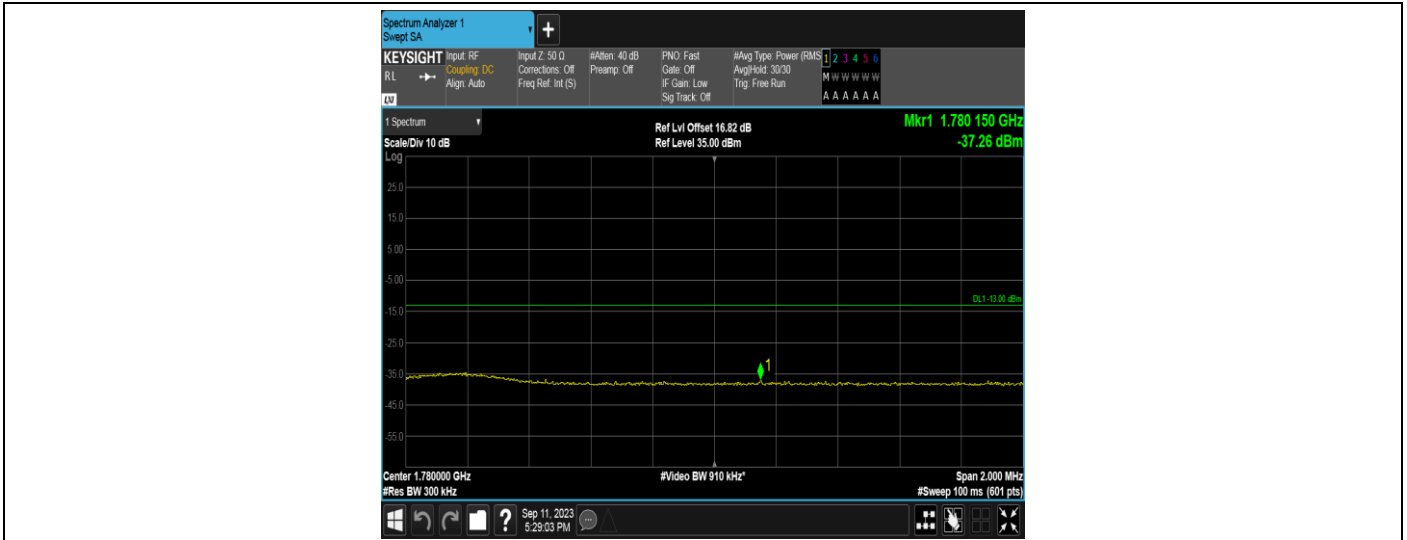 Spectrum Analyzer 1
Swept SA
+
KEYSIGHT
RL
LXI
Input: RF
Coupling: DC
Align: Auto
Input Z: 50 Ω
Corrections: Off
Freq Ref: Int (S)
#Atten: 40 dB
Preamp: Off
PNO: Fast
Gate: Off
IF Gain: Low
Sig Track: Off
#Avg Type: Power (RMS
Avg|Hold: 30/30
Trig: Free Run
1 2 3 4 5 6
M W W W W W
A A A A A A
1 Spectrum
Scale/Div 10 dB
Log
Ref Lvl Offset 16.82 dB
Ref Level 35.00 dBm
Mkr1 1.780 150 GHz
-37.26 dBm
25.0
15.0
5.00
-5.00
DL1 -13.00 dBm
-15.0
-25.0
1
-35.0
-45.0
-55.0
Center 1.780000 GHz
#Res BW 300 kHz
#Video BW 910 kHz*
Span 2.000 MHz
#Sweep 100 ms (601 pts)
?
Sep 11, 2023
5:29:03 PM